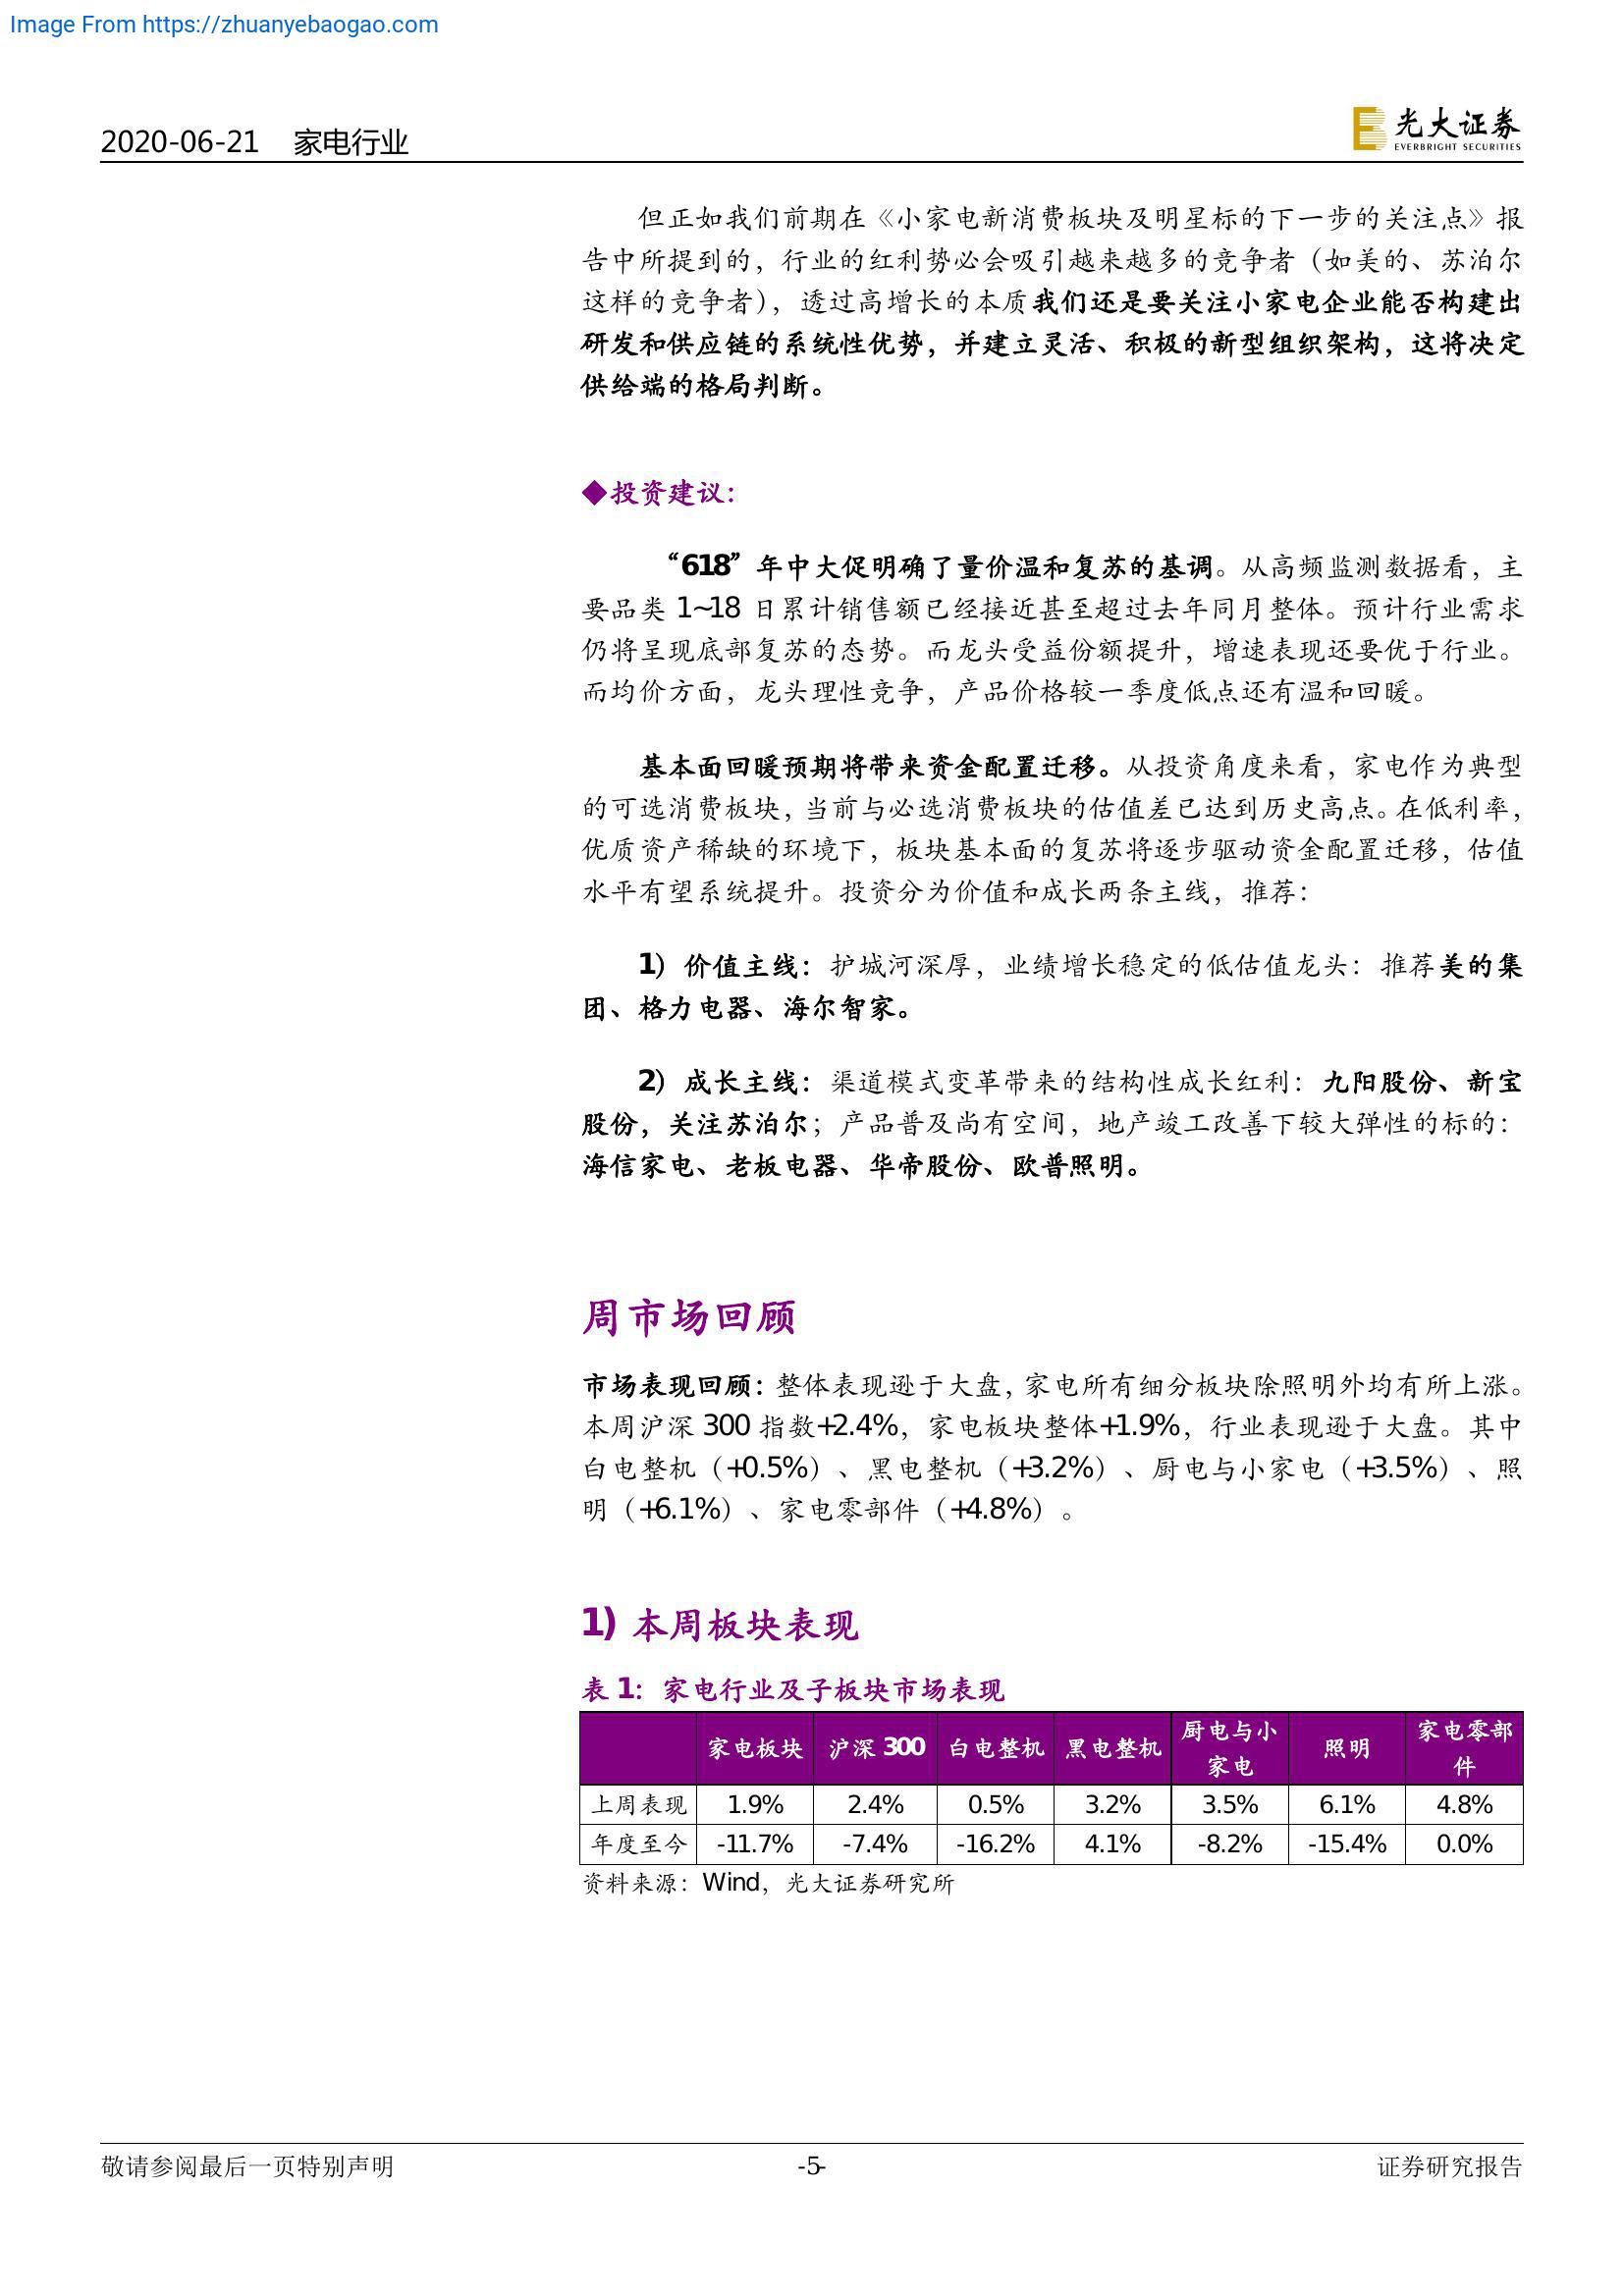 Image From https://zhuanyebaogao.com
2020-06-21 家电行业
光大证券
EVERBRIGHT SECURITIES
但正如我们前期在《小家电新消费板块及明星标的下一步的关注点》报
告中所提到的，行业的红利势必会吸引越来越多的竞争者（如美的、苏泊尔
这样的竞争者），透过高增长的本质我们还是要关注小家电企业能否构建出
研发和供应链的系统性优势，并建立灵活、积极的新型组织架构，这将决定
供给端的格局判断。
◆投资建议：
“618”年中大促明确了量价温和复苏的基调。从高频监测数据看，主
要品类 1~18 日累计销售额已经接近甚至超过去年同月整体。预计行业需求
仍将呈现底部复苏的态势。而龙头受益份额提升，增速表现还要优于行业。
而均价方面，龙头理性竞争，产品价格较一季度低点还有温和回暖。
基本面回暖预期将带来资金配置迁移。从投资角度来看，家电作为典型
的可选消费板块，当前与必选消费板块的估值差已达到历史高点。在低利率，
优质资产稀缺的环境下，板块基本面的复苏将逐步驱动资金配置迁移，估值
水平有望系统提升。投资分为价值和成长两条主线，推荐：
1）价值主线：护城河深厚，业绩增长稳定的低估值龙头：推荐美的集
团、格力电器、海尔智家。
2）成长主线：渠道模式变革带来的结构性成长红利：九阳股份、新宝
股份，关注苏泊尔；产品普及尚有空间，地产竣工改善下较大弹性的标的：
海信家电、老板电器、华帝股份、欧普照明。
周市场回顾
市场表现回顾：整体表现逊于大盘，家电所有细分板块除照明外均有所上涨。
本周沪深 300 指数+2.4%，家电板块整体+1.9%，行业表现逊于大盘。其中
白电整机（+0.5%）、黑电整机（+3.2%）、厨电与小家电（+3.5%）、照
明（+6.1%）、家电零部件（+4.8%）。
1）本周板块表现
表 1：家电行业及子板块市场表现
家电板块 沪深 300 白电整机 黑电整机 厨电与小家电 照明 家电零部件
上周表现 1.9% 2.4% 0.5% 3.2% 3.5% 6.1% 4.8%
年度至今 -11.7% -7.4% -16.2% 4.1% -8.2% -15.4% 0.0%
资料来源：Wind，光大证券研究所
敬请参阅最后一页特别声明 -5- 证券研究报告